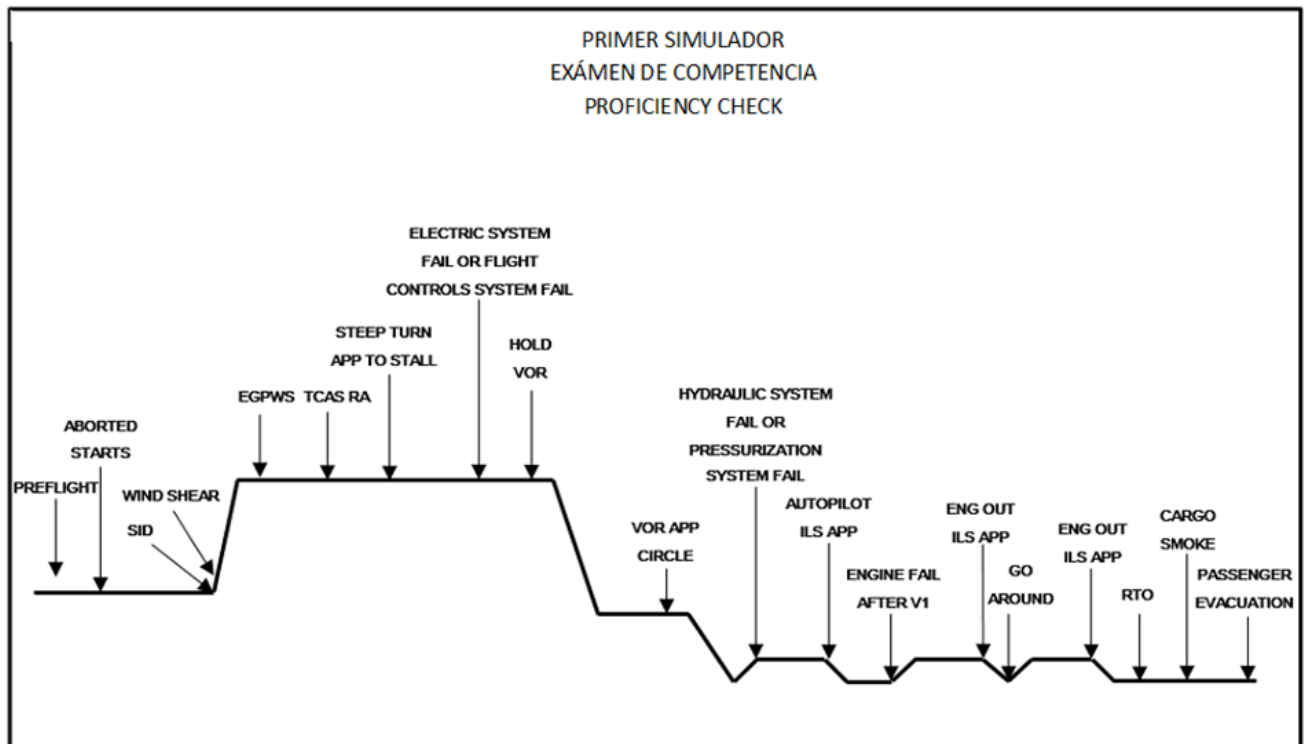 PRIMER SIMULADOR
EXÁMEN DE COMPETENCIA
PROFICIENCY CHECK
PREFLIGHT
ABORTED
STARTS
WIND SHEAR
SID
EGPWS
TCAS RA
STEEP TURN
APP TO STALL
ELECTRIC SYSTEM
FAIL OR FLIGHT
CONTROLS SYSTEM FAIL
HOLD
VOR
VOR APP
CIRCLE
HYDRAULIC SYSTEM
FAIL OR
PRESSURIZATION
SYSTEM FAIL
AUTOPILOT
ILS APP
ENGINE FAIL
AFTER V1
ENG OUT
ILS APP
GO
AROUND
ENG OUT
ILS APP
RTO
CARGO
SMOKE
PASSENGER
EVACUATION